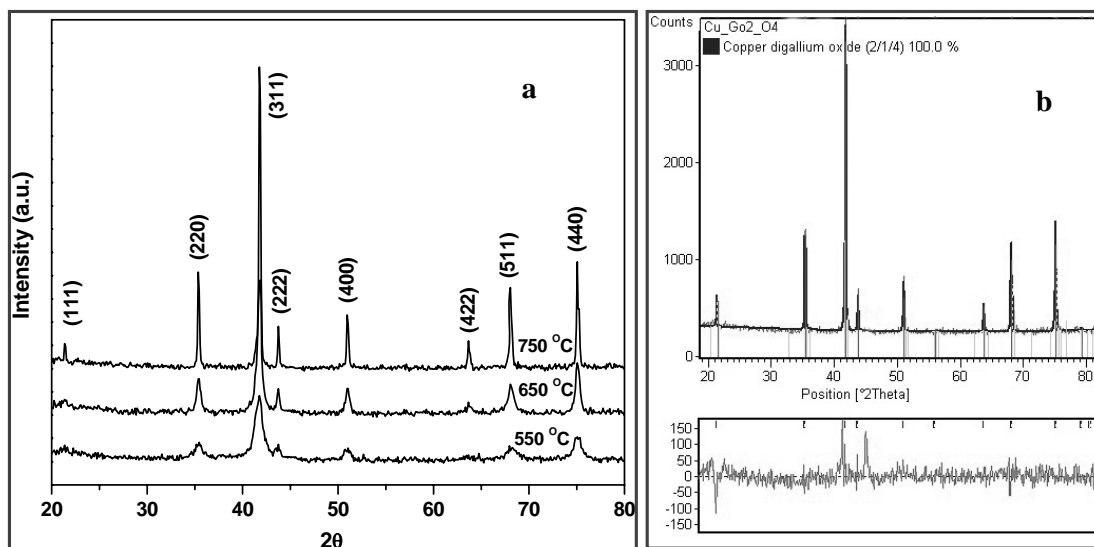 a
(111)
(220)
(311)
(222)
(400)
(422)
(511)
(440)
750 °C
650 °C
550 °C
Intensity (a.u.)
20 30 40 50 60 70 80
2θ
Counts
Cu_Go2_O4
Copper digallium oxide (2/1/4) 100.0 %
b
3000
2000
1000
0
20 30 40 50 60 70 80
Position [°2Theta]
150
100
50
0
-50
-100
-150